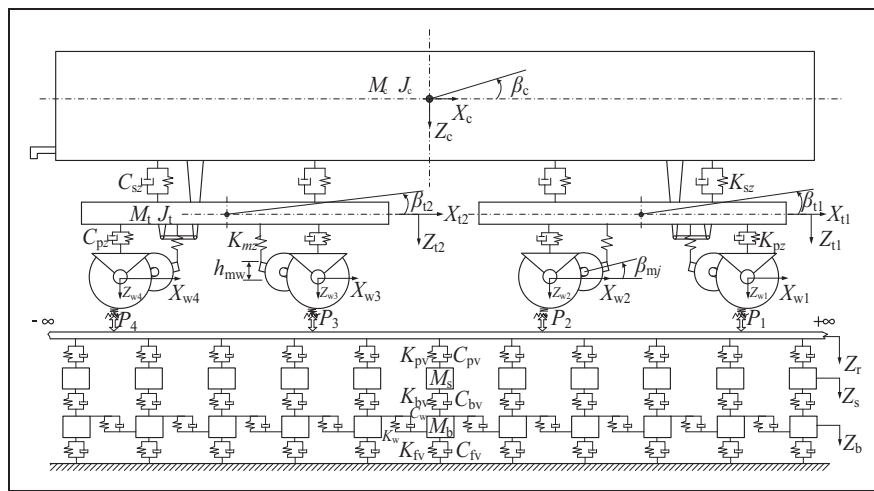 M_c J_c β_c
X_c
Z_c
C_sz K_sz
β_t2 X_t2 β_t1 X_t1
M_t J_t
Z_t2 Z_t1
C_pz K_mz K_pz
h_mw β_mj
Z_w4 X_w4 Z_w3 X_w3 Z_w2 X_w2 Z_w1 X_w1
- ∞ P_4 P_3 P_2 P_1 +∞
K_pv C_pv Z_r
M_s Z_s
K_bv C_bv
C_w
M_b Z_b
K_w
K_fv C_fv